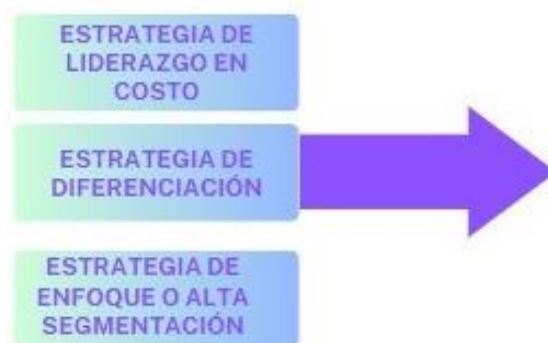 ESTRATEGIA DE
LIDERAZGO EN
COSTO
ESTRATEGIA DE
DIFERENCIACIÓN
ESTRATEGIA DE
ENFOQUE O ALTA
SEGMENTACIÓN